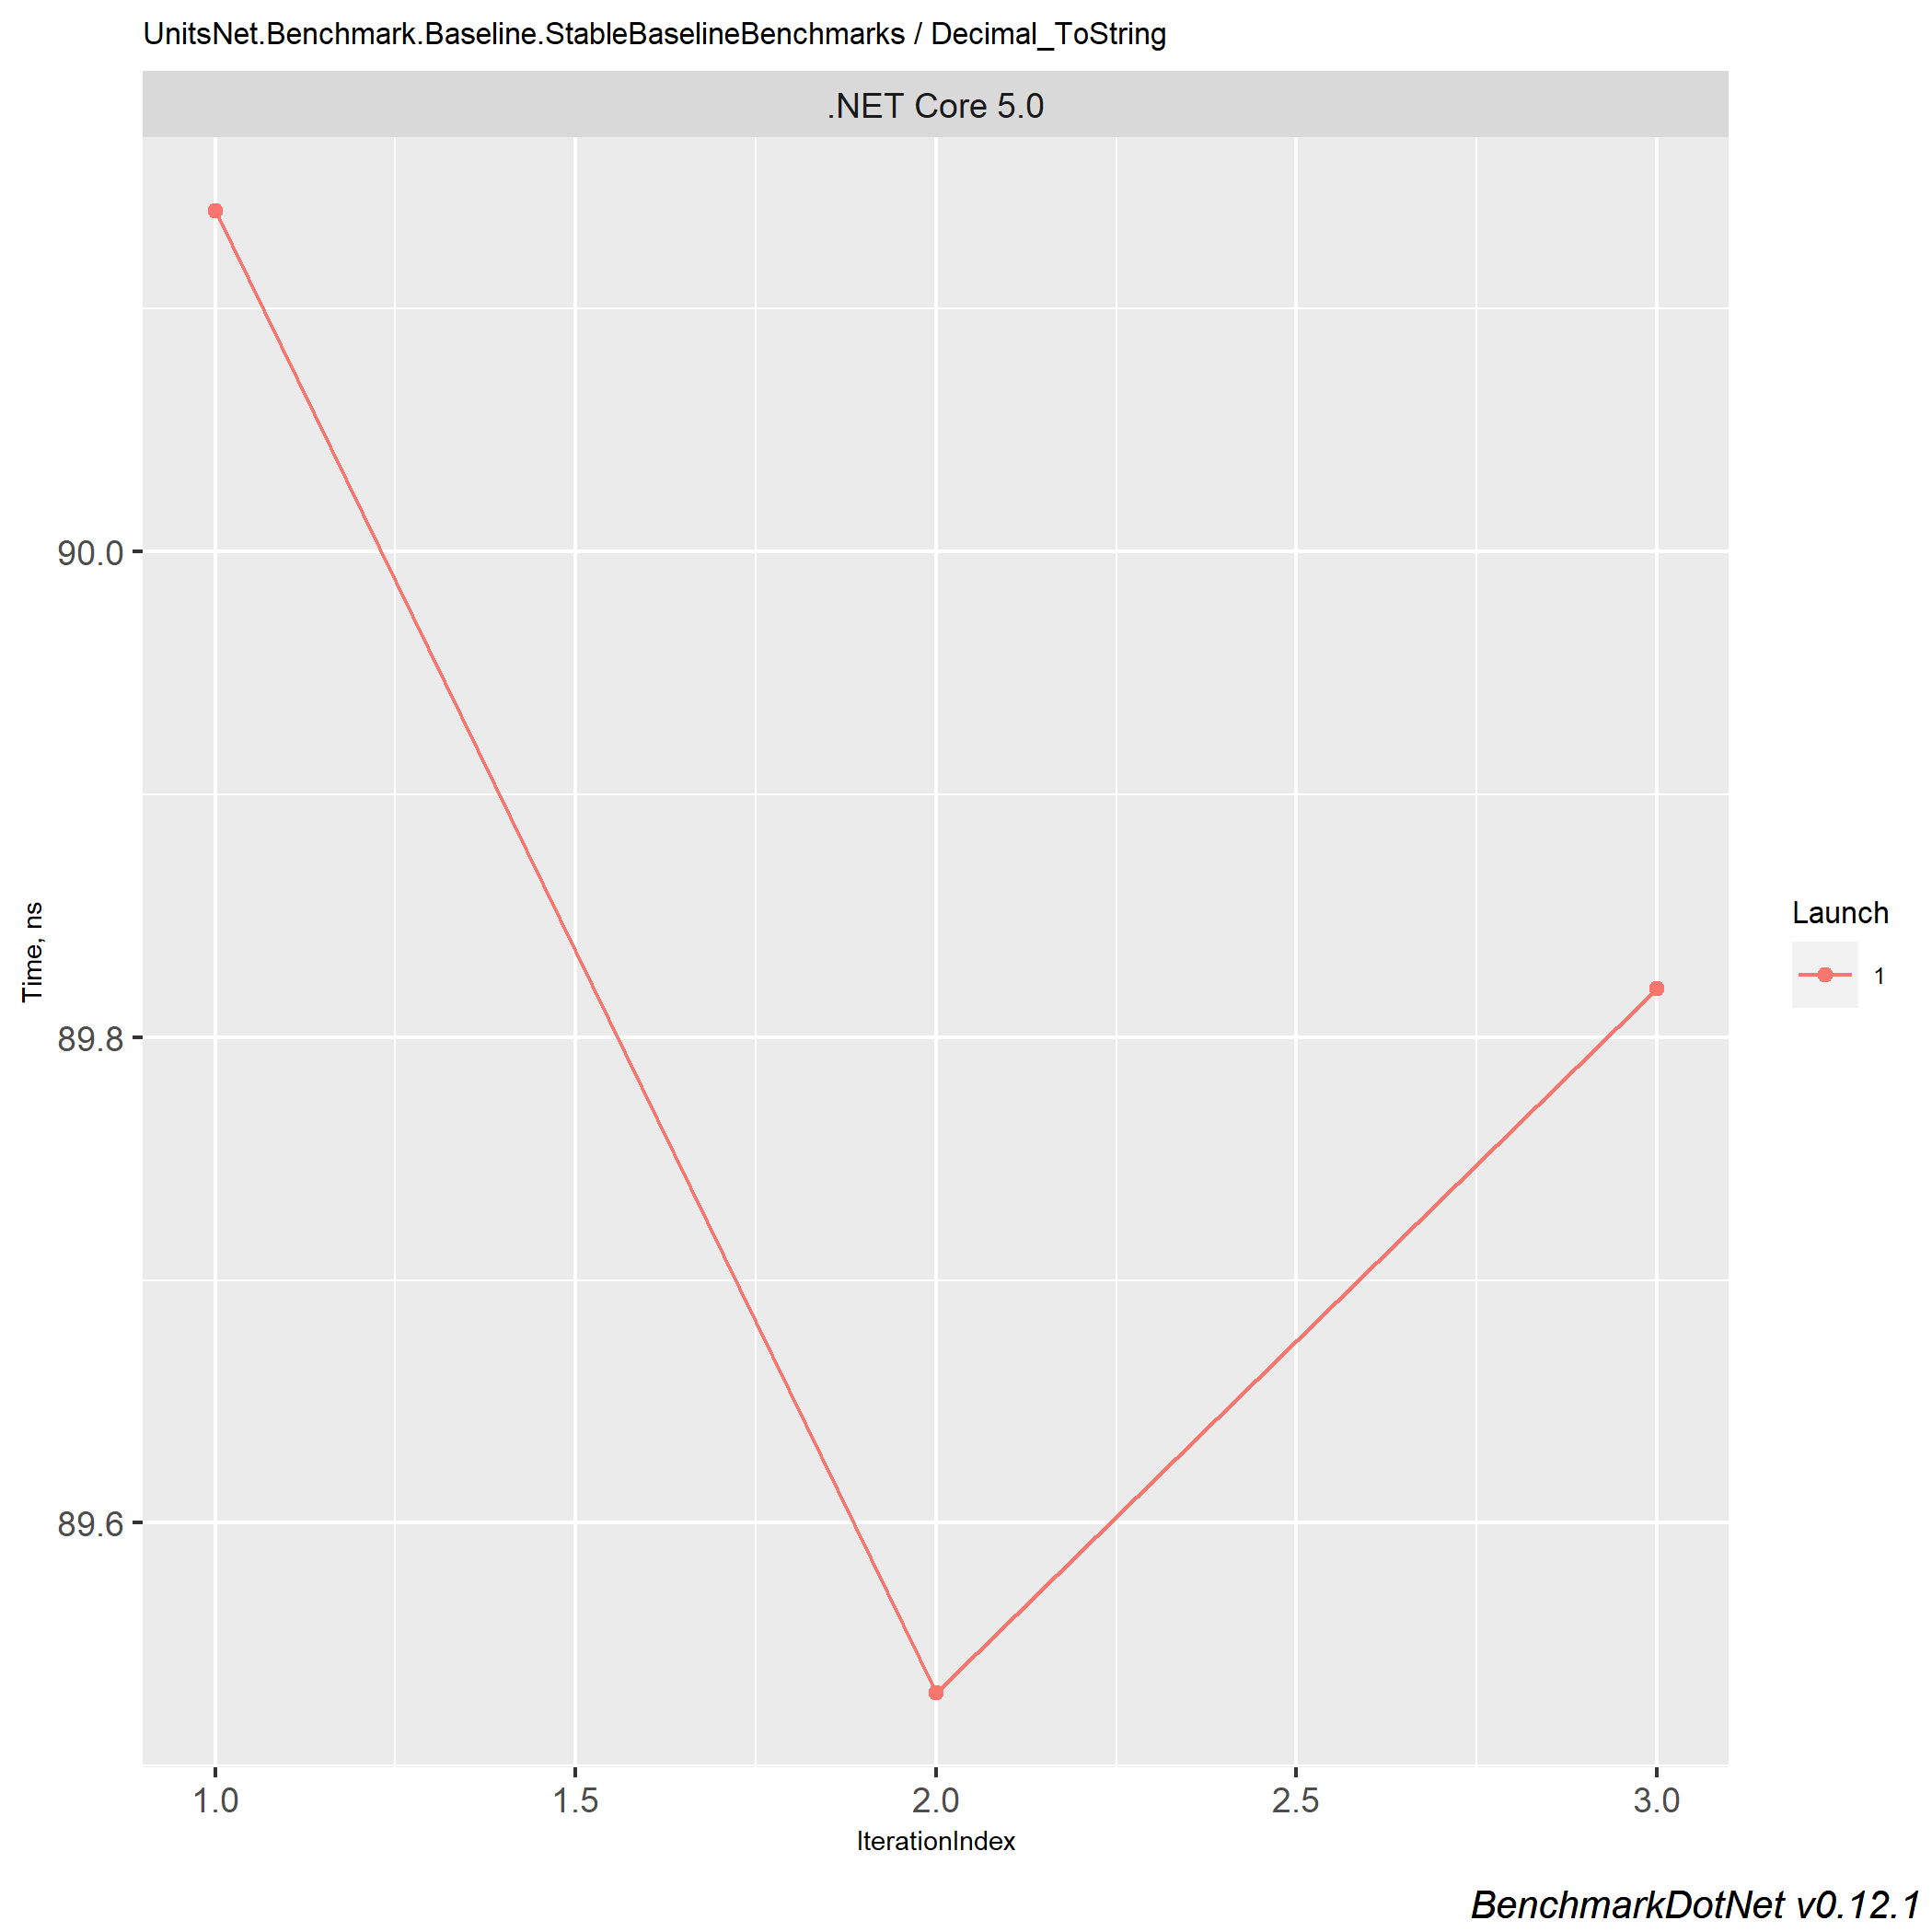 UnitsNet.Benchmark.Baseline.StableBaselineBenchmarks / Decimal_ToString
.NET Core 5.0
90.0
89.8
89.6
Time, ns
1.0 1.5 2.0 2.5 3.0
IterationIndex
Launch
1
BenchmarkDotNet v0.12.1